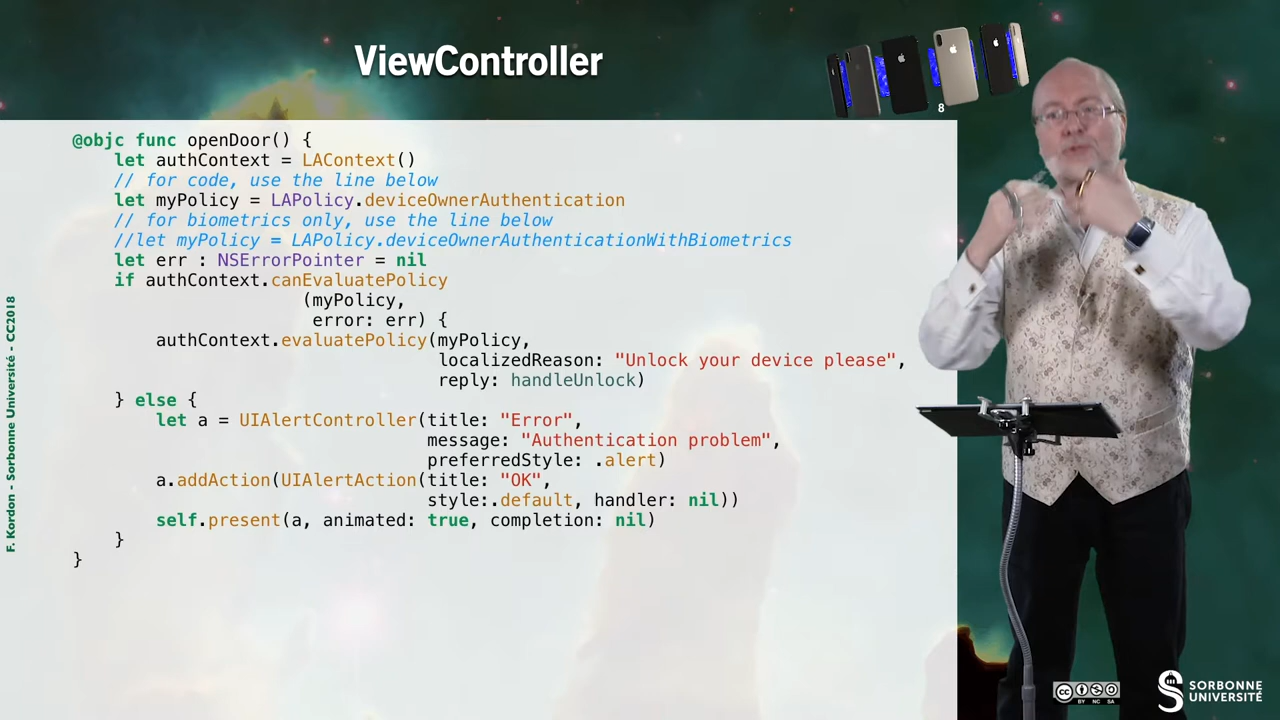 ViewController
8
@objc func openDoor() {
let authContext = LAContext()
// for code, use the line below
let myPolicy = LAPolicy.deviceOwnerAuthentication
// for biometrics only, use the line below
//let myPolicy = LAPolicy.deviceOwnerAuthenticationWithBiometrics
let err : NSErrorPointer = nil
if authContext.canEvaluatePolicy
(myPolicy,
error: err) {
authContext.evaluatePolicy(myPolicy,
localizedReason: "Unlock your device please",
reply: handleUnlock)
} else {
let a = UIAlertController(title: "Error",
message: "Authentication problem",
preferredStyle: .alert)
a.addAction(UIAlertAction(title: "OK",
style:.default, handler: nil))
self.present(a, animated: true, completion: nil)
}
}
F. Kordon - Sorbonne Université - CC2018
cc
BY NC SA
SORBONNE
UNIVERSITÉ